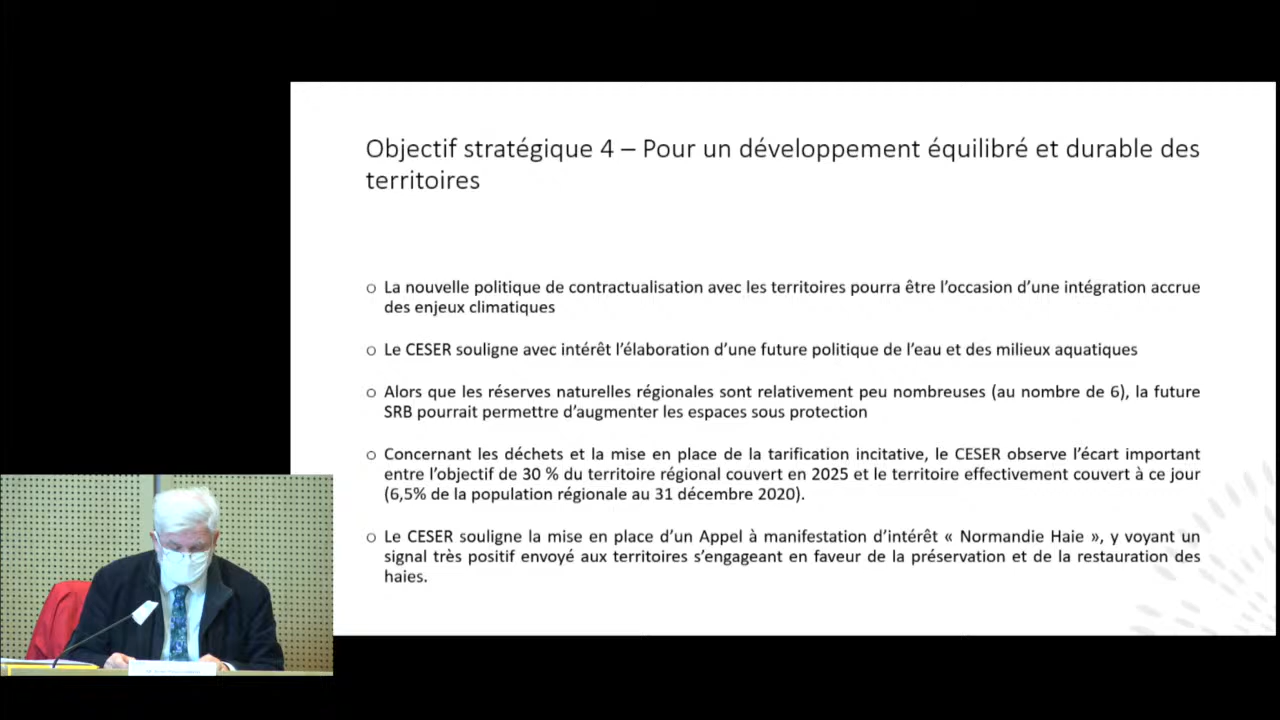 Objectif stratégique 4 – Pour un développement équilibré et durable des
territoires
o La nouvelle politique de contractualisation avec les territoires pourra être l’occasion d’une intégration accrue
des enjeux climatiques
o Le CESER souligne avec intérêt l’élaboration d’une future politique de l’eau et des milieux aquatiques
o Alors que les réserves naturelles régionales sont relativement peu nombreuses (au nombre de 6), la future
SRB pourrait permettre d’augmenter les espaces sous protection
o Concernant les déchets et la mise en place de la tarification incitative, le CESER observe l’écart important
entre l’objectif de 30 % du territoire régional couvert en 2025 et le territoire effectivement couvert à ce jour
(6,5% de la population régionale au 31 décembre 2020).
o Le CESER souligne la mise en place d’un Appel à manifestation d’intérêt « Normandie Haie », y voyant un
signal très positif envoyé aux territoires s’engageant en faveur de la préservation et de la restauration des
haies.